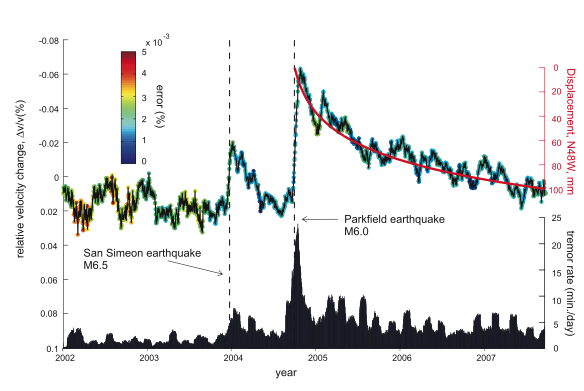 -0.08
-0.06
-0.04
-0.02
0
0.02
0.04
0.06
0.08
0.1
relative velocity change, Δv/v(%)
5 x 10⁻³
4
3
2
1
0
error (%)
0
20
40
60
80
100
Displacement, N48W, mm
25
20
15
10
5
0
tremor rate (min./day)
Parkfield earthquake
M6.0
San Simeon earthquake
M6.5
2002 2003 2004 2005 2006 2007
year